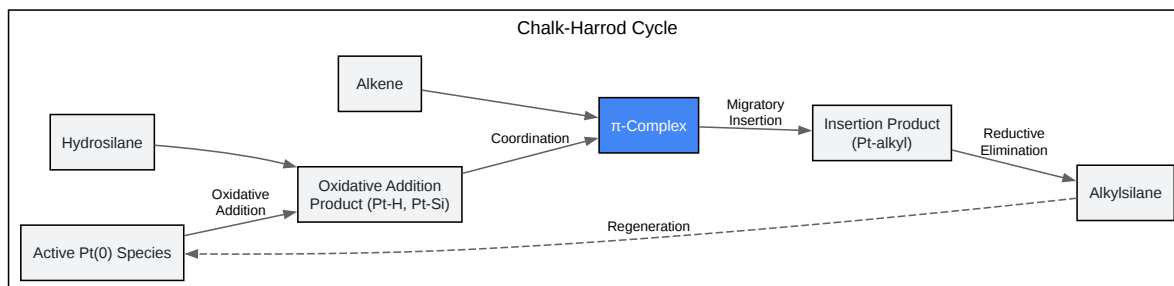 Chalk-Harrod Cycle
Alkene
Hydrosilane
Oxidative
Addition
Active Pt(0) Species
Oxidative Addition
Product (Pt-H, Pt-Si)
Coordination
π-Complex
Migratory
Insertion
Insertion Product
(Pt-alkyl)
Reductive
Elimination
Alkylsilane
Regeneration